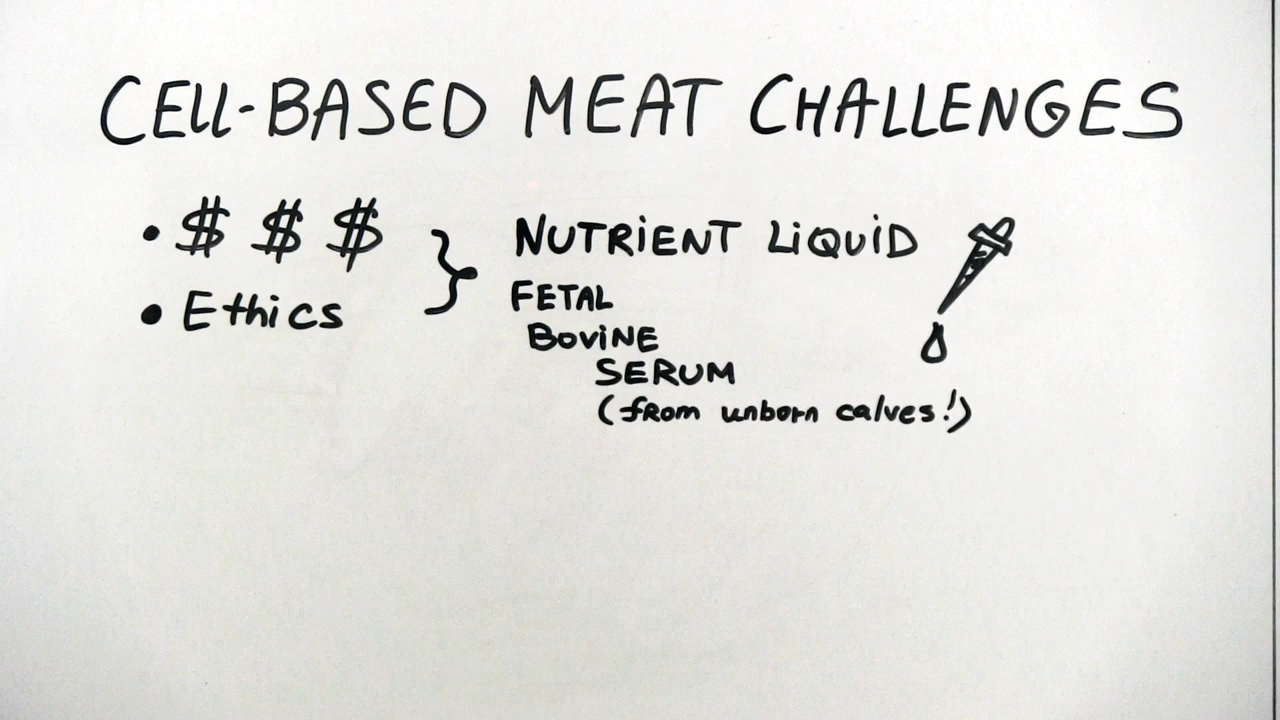 CELL-BASED MEAT CHALLENGES
• $ $ $
• Ethics
NUTRIENT LIQUID
FETAL
BOVINE
SERUM
(from unborn calves!)